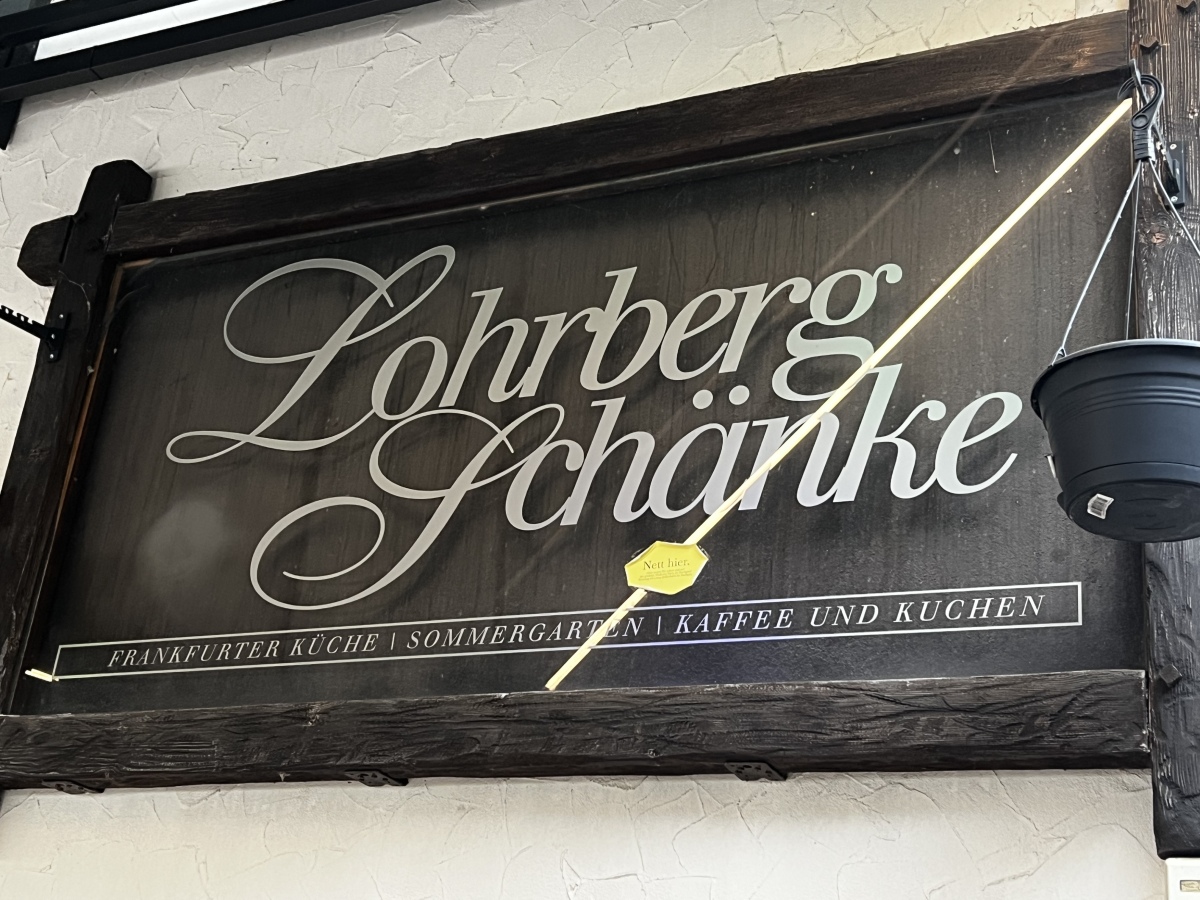 Lohrberg
Schänke
Nett hier.
FRANKFURTER KÜCHE | SOMMERGARTEN | KAFFEE UND KUCHEN